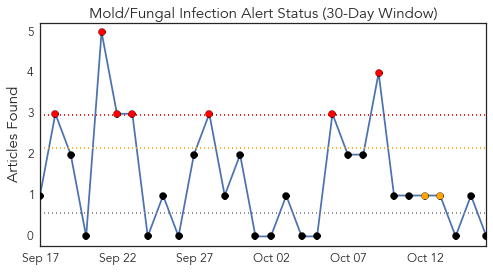 Mold/Fungal Infection Alert Status (30-Day Window)
Articles Found
5
4
3
2
1
0
Sep 17 Sep 22 Sep 27 Oct 02 Oct 07 Oct 12